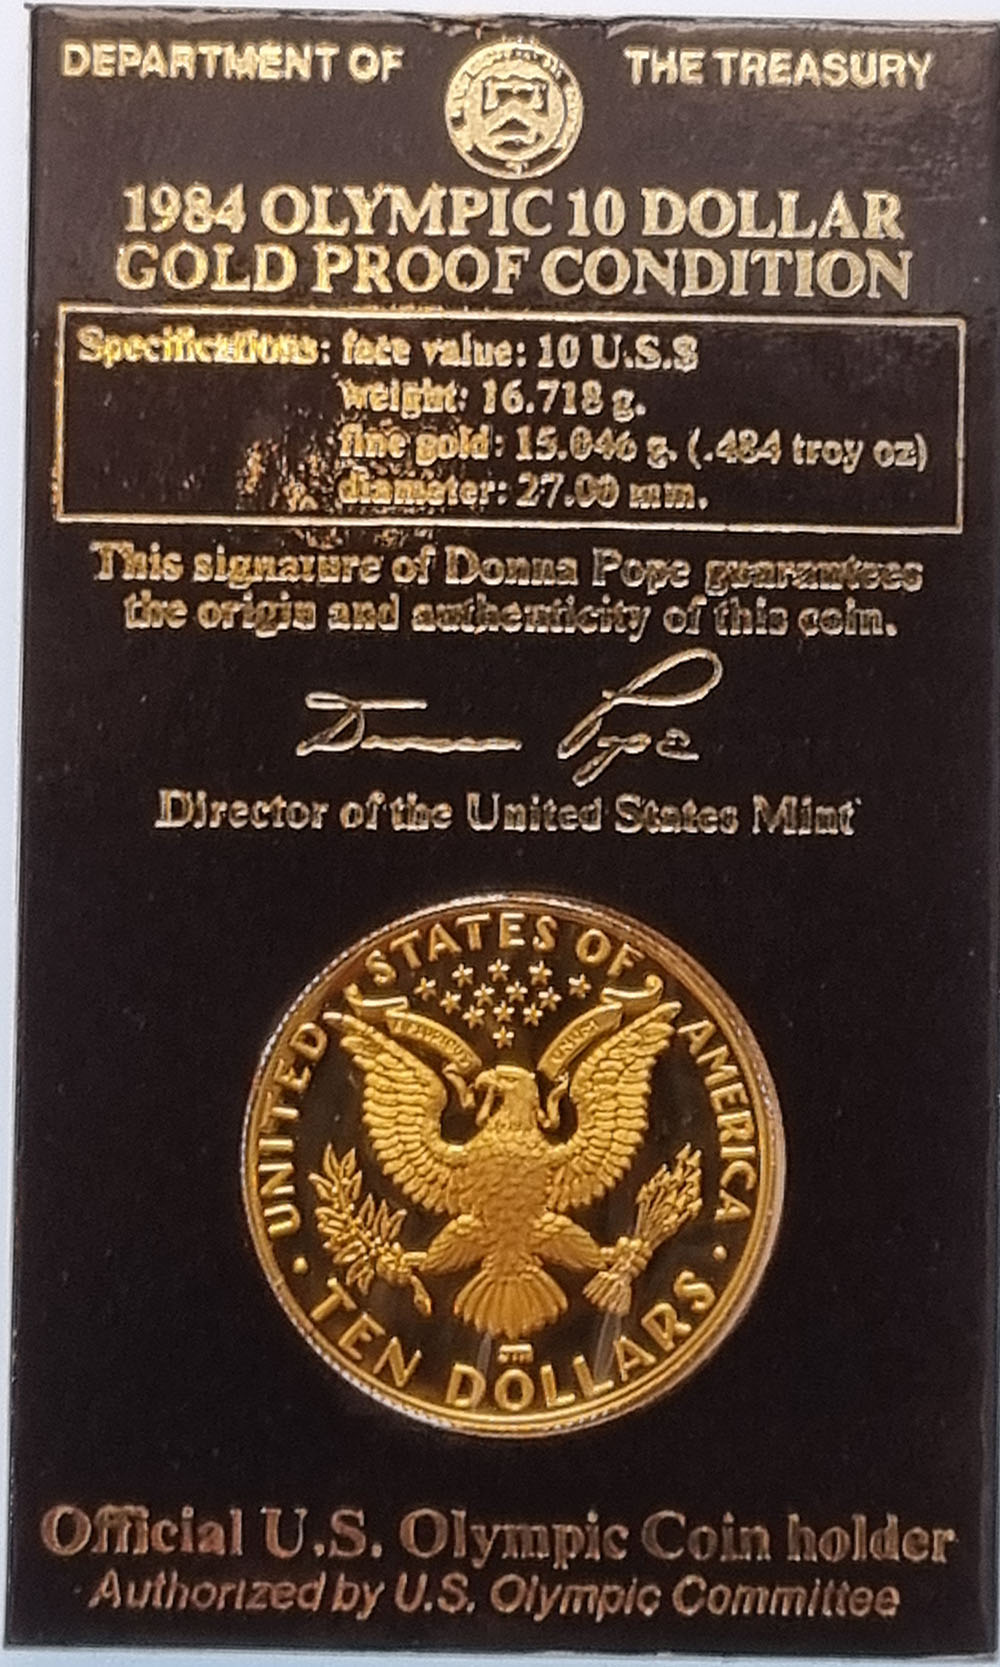 DEPARTMENT OF THE TREASURY
1984 OLYMPIC 10 DOLLAR
GOLD PROOF CONDITION
Specifications: face value: 10 U.S.$
weight: 16.718 g.
fine gold: 15.046 g. (.484 troy oz)
diameter: 27.00 mm.
This signature of Donna Pope guarantees
the origin and authenticity of this coin.
Donna Pope
Director of the United States Mint
UNITED STATES OF AMERICA
· TEN DOLLARS ·
Official U.S. Olympic Coin holder
Authorized by U.S. Olympic Committee